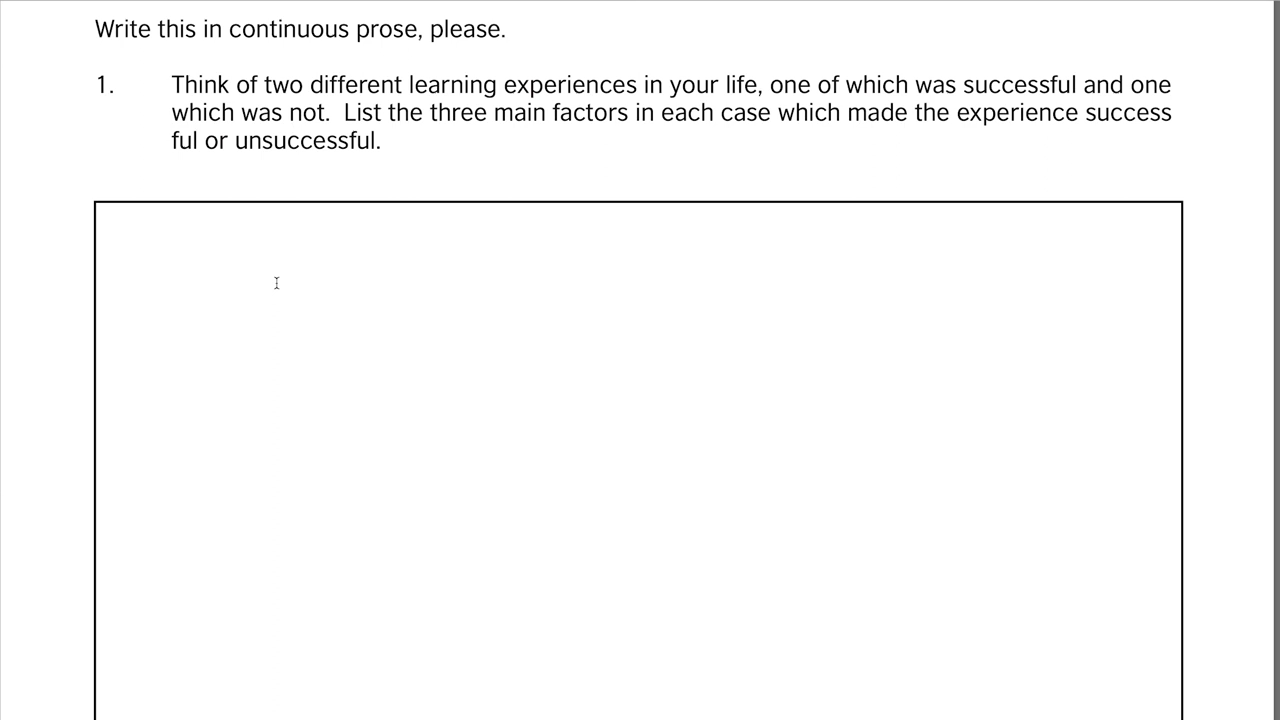 Write this in continuous prose, please.
1. Think of two different learning experiences in your life, one of which was successful and one
which was not. List the three main factors in each case which made the experience success
ful or unsuccessful.